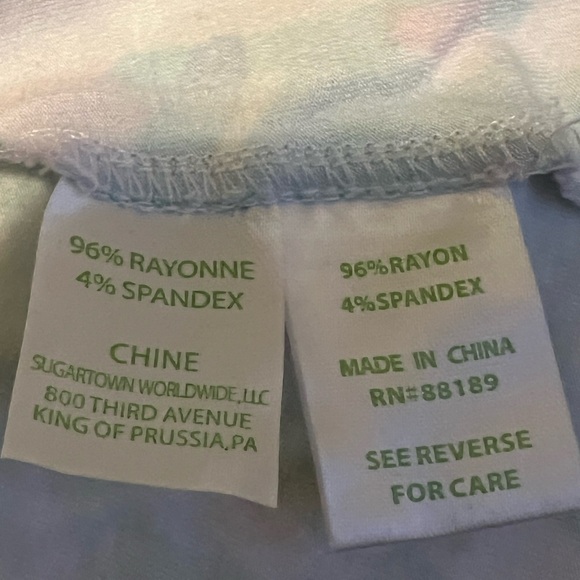 96% RAYONNE
4% SPANDEX
CHINE
SUGARTOWN WORLDWIDE,LLC
800 THIRD AVENUE
KING OF PRUSSIA,PA
96%RAYON
4%SPANDEX
MADE IN CHINA
RN#88189
SEE REVERSE
FOR CARE